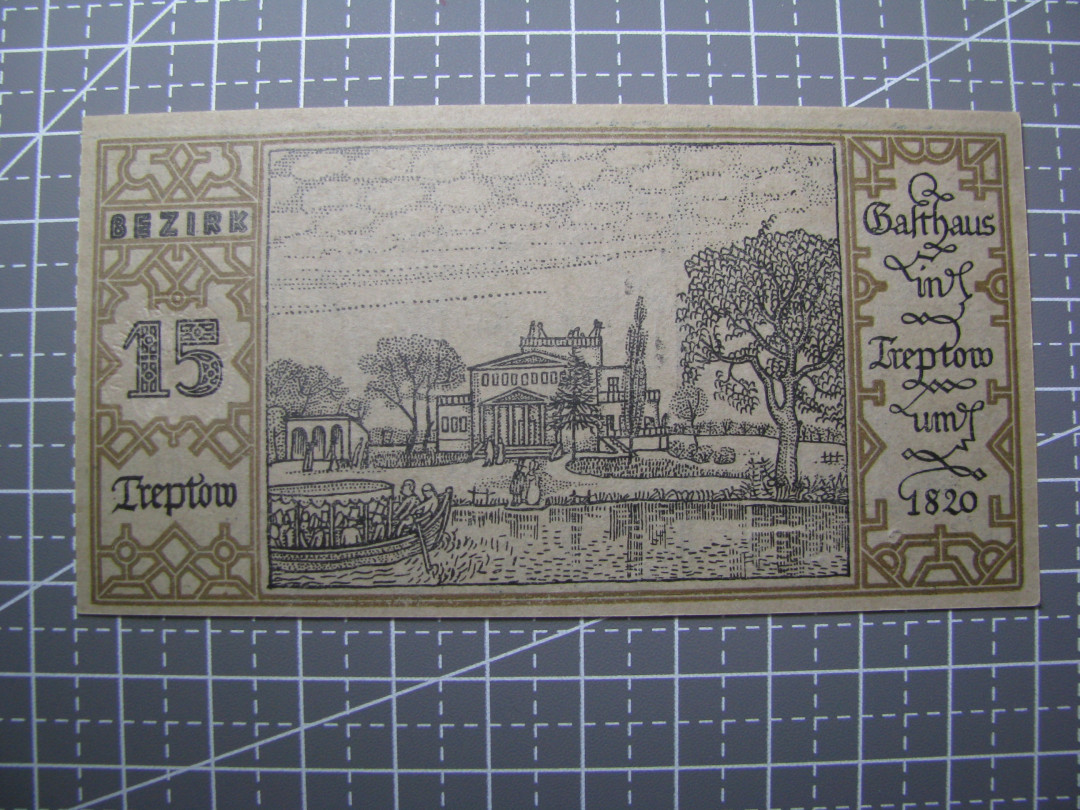 BEZIRK
15
Treptow
Gasthaus
in
Treptow
um
1820